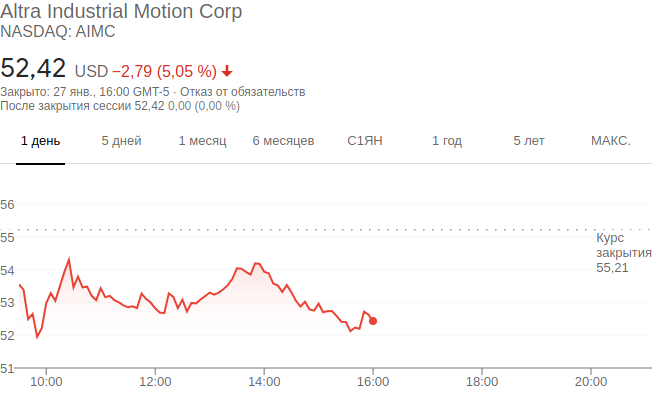 Altra Industrial Motion Corp
NASDAQ: AIMC
52,42 USD −2,79 (5,05 %)
Закрыто: 27 янв., 16:00 GMT-5 · Отказ от обязательств
После закрытия сессии 52,42 0,00 (0,00 %)
1 день 5 дней 1 месяц 6 месяцев С1ЯН 1 год 5 лет МАКС.
56
55
Курс
закрытия
55,21
54
53
52
51
10:00 12:00 14:00 16:00 18:00 20:00